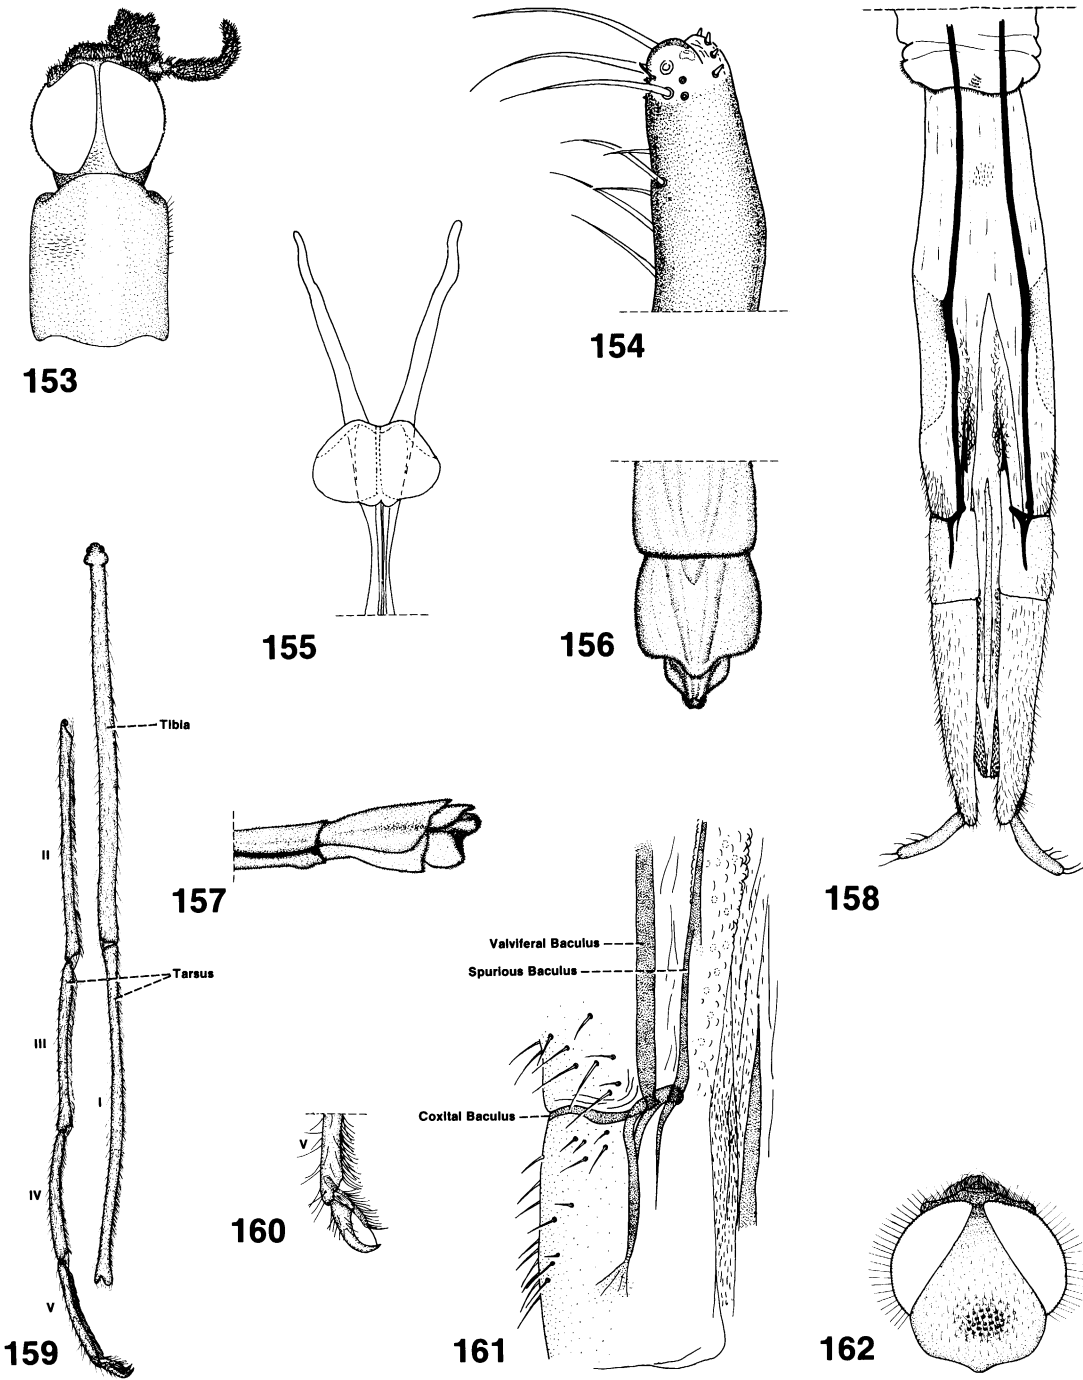 153
154
155
156
Tibia
II
157
158
Valviferal Baculus
Spurious Baculus
Tarsus
III
I
Coxital Baculus
V
IV
160
V
159
161
162